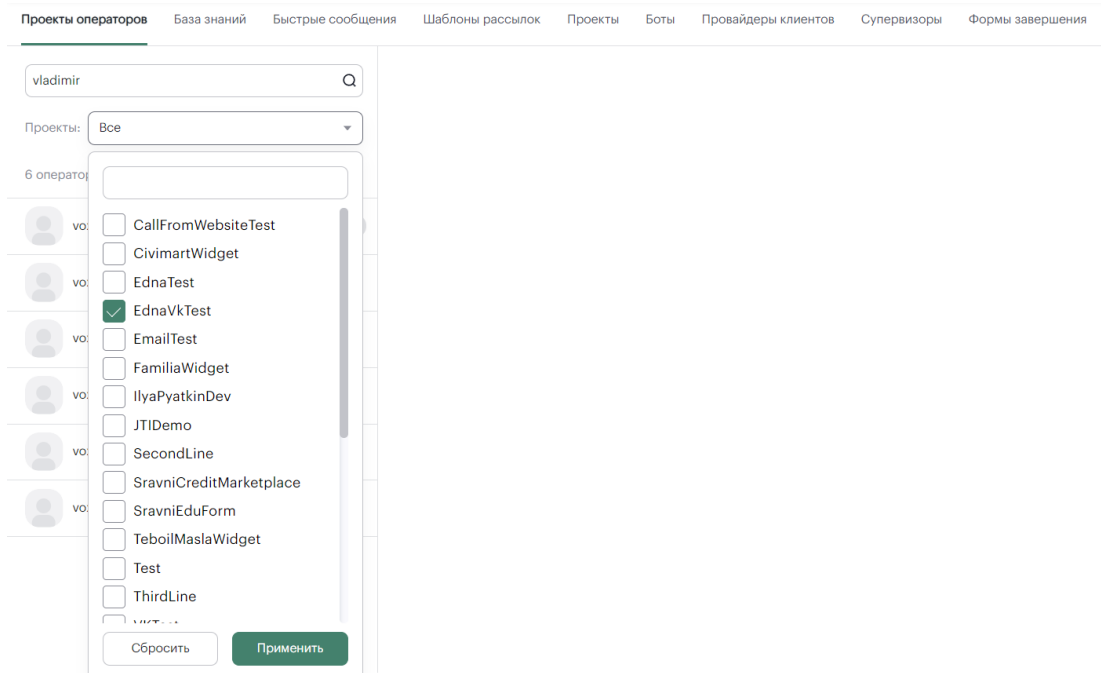 Проекты операторов База знаний Быстрые сообщения Шаблоны рассылок Проекты Боты Провайдеры клиентов Супервизоры Формы завершения
vladimir
Проекты: Все
6
CallFromWebsiteTest
CivimartWidget
EdnaTest
EdnaVkTest
EmailTest
FamiliaWidget
IlyaPyatkinDev
JTIDemo
SecondLine
SravniCreditMarketplace
SravniEduForm
TeboilMaslaWidget
Test
ThirdLine
Сбросить Применить